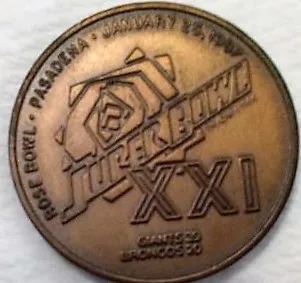 ROSE BOWL • PASADENA • JANUARY 25, 1987
SUPER BOWL
XXI
GIANTS 39
BRONCOS 20